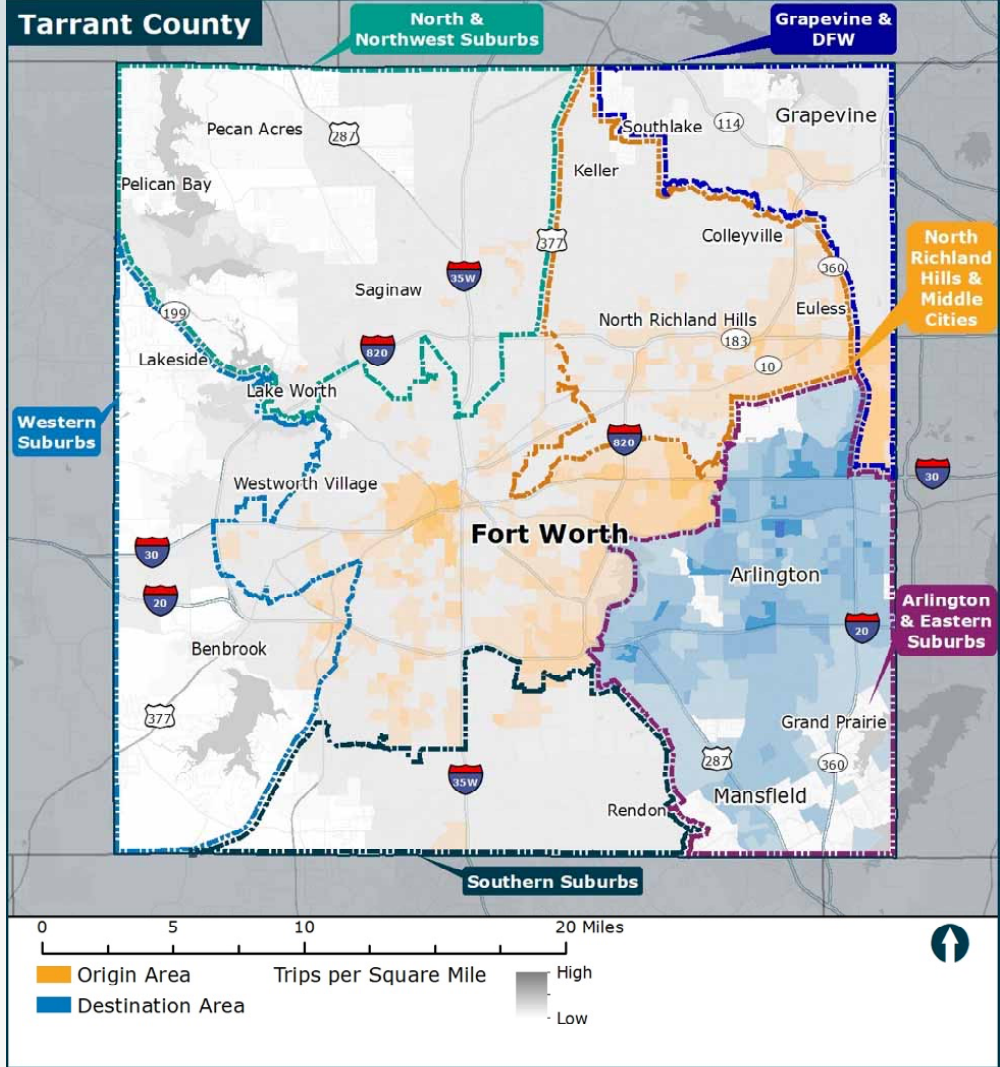 Tarrant County
North &
Northwest Suburbs
Grapevine &
DFW
Pecan Acres
287
Southlake
114
Grapevine
Keller
Pelican Bay
377
Colleyville
North
Richland
Hills &
Middle
Cities
360
35W
Saginaw
199
Euless
North Richland Hills
183
820
Lakeside
10
Lake Worth
Western
Suburbs
820
30
Westworth Village
Fort Worth
30
Arlington
20
Arlington
& Eastern
Suburbs
20
Benbrook
377
Grand Prairie
287
360
35W
Mansfield
Rendon
Southern Suburbs
0 5 10 20 Miles
Origin Area
Trips per Square Mile
High
Destination Area
Low